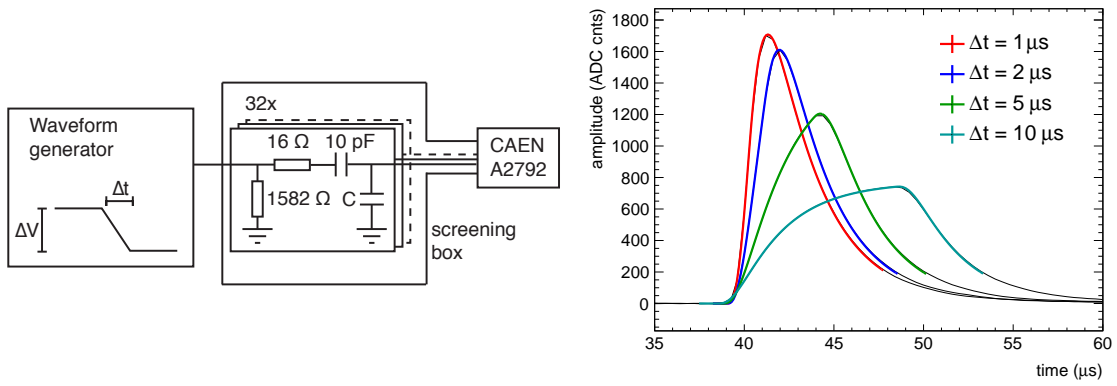 Waveform
generator
Δt
ΔV
32x
16 Ω
10 pF
1582 Ω
C
CAEN
A2792
screening
box
amplitude (ADC cnts)
1800
1600
1400
1200
1000
800
600
400
200
0
35
40
45
50
55
60
time (μs)
Δt = 1 μs
Δt = 2 μs
Δt = 5 μs
Δt = 10 μs